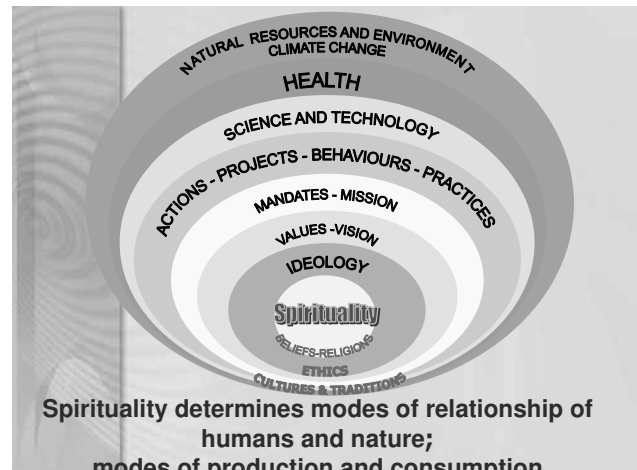 NATURAL RESOURCES AND ENVIRONMENT
CLIMATE CHANGE
HEALTH
SCIENCE AND TECHNOLOGY
ACTIONS - PROJECTS - BEHAVIOURS - PRACTICES
MANDATES - MISSION
VALUES -VISION
IDEOLOGY
Spirituality
BELIEFS-RELIGIONS
ETHICS
CULTURES & TRADITIONS
Spirituality determines modes of relationship of
humans and nature;
modes of production and consumption